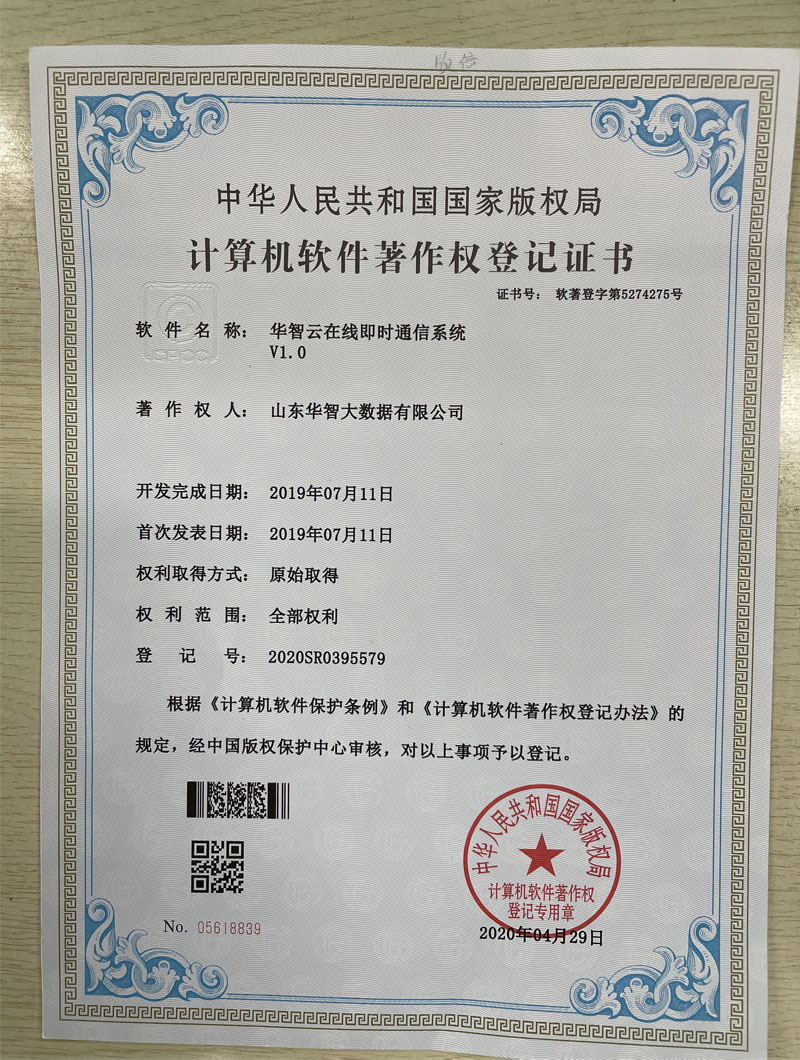 版信
中华人民共和国国家版权局
计算机软件著作权登记证书
证书号： 软著登字第5274275号
软件名称： 华智云在线即时通信系统
V1.0
著作权人： 山东华智大数据有限公司
开发完成日期： 2019年07月11日
首次发表日期： 2019年07月11日
权利取得方式： 原始取得
权利范围： 全部权利
登记号： 2020SR0395579
根据《计算机软件保护条例》和《计算机软件著作权登记办法》的
规定，经中国版权保护中心审核，对以上事项予以登记。
中华人民共和国国家版权局
计算机软件著作权
登记专用章
No. 05618839
2020年04月29日